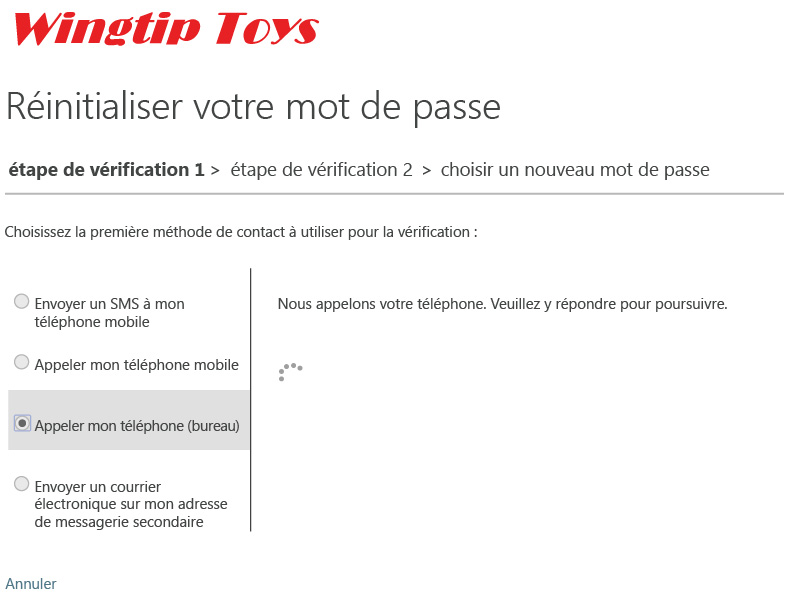 Wingtip Toys
Réinitialiser votre mot de passe
étape de vérification 1 > étape de vérification 2 > choisir un nouveau mot de passe
Choisissez la première méthode de contact à utiliser pour la vérification :
Envoyer un SMS à mon
téléphone mobile
Nous appelons votre téléphone. Veuillez y répondre pour poursuivre.
Appeler mon téléphone mobile
Appeler mon téléphone (bureau)
Envoyer un courrier
électronique sur mon adresse
de messagerie secondaire
Annuler